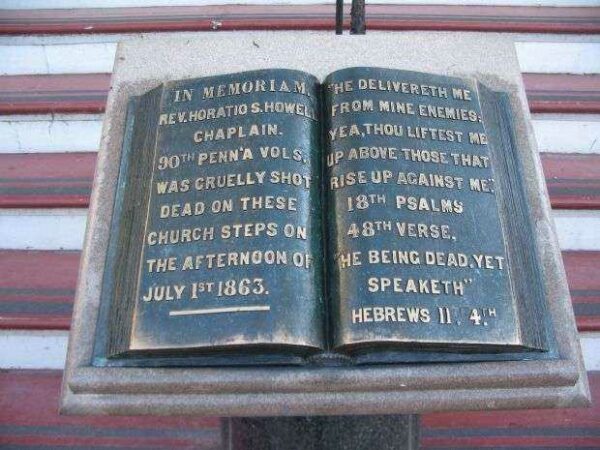 IN MEMORIAM
REV. HORATIO S. HOWELL
CHAPLAIN.
90TH PENN'A VOLS.
WAS CRUELLY SHOT
DEAD ON THESE
CHURCH STEPS ON
THE AFTERNOON OF
JULY 1ST 1863.
"HE DELIVERETH ME
FROM MINE ENEMIES;
YEA, THOU LIFTEST ME
UP ABOVE THOSE THAT
RISE UP AGAINST ME:"
18TH PSALMS
48TH VERSE.
"HE BEING DEAD, YET
SPEAKETH"
HEBREWS 11. 4.TH